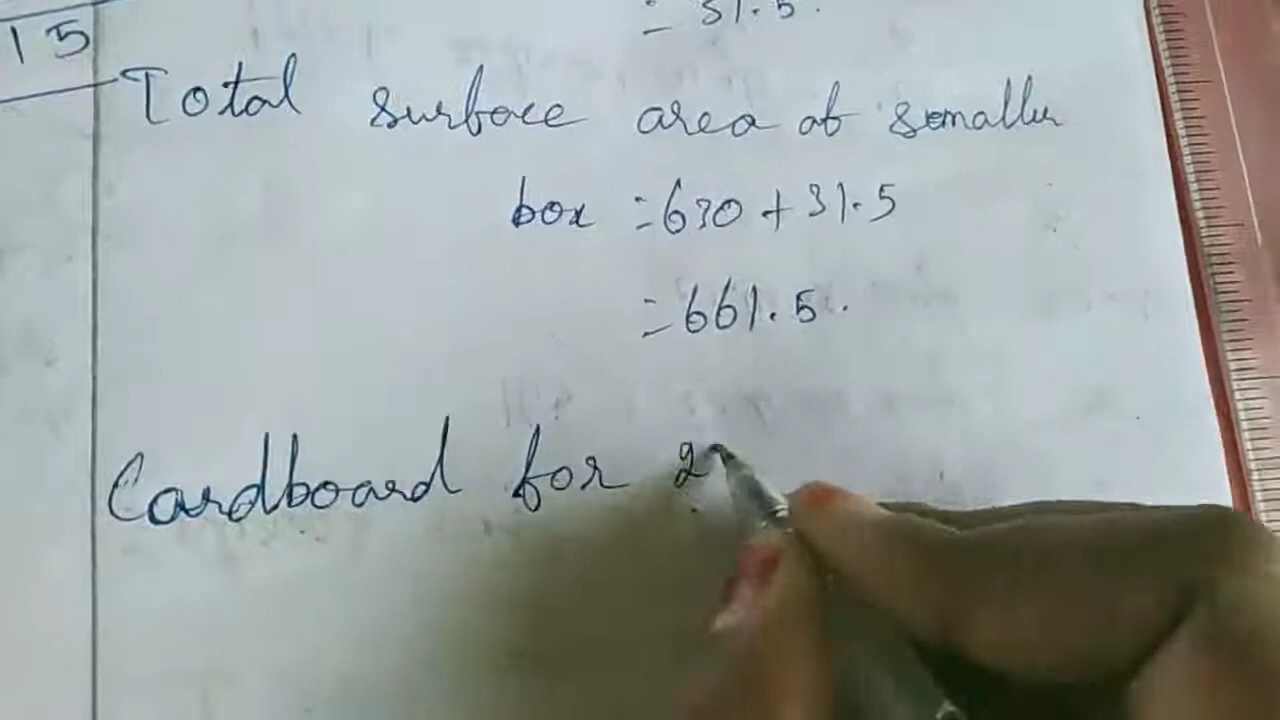 = 31.5.
15
Total surface area of smaller
box = 630 + 31.5
= 661.5.
Cardboard for 2